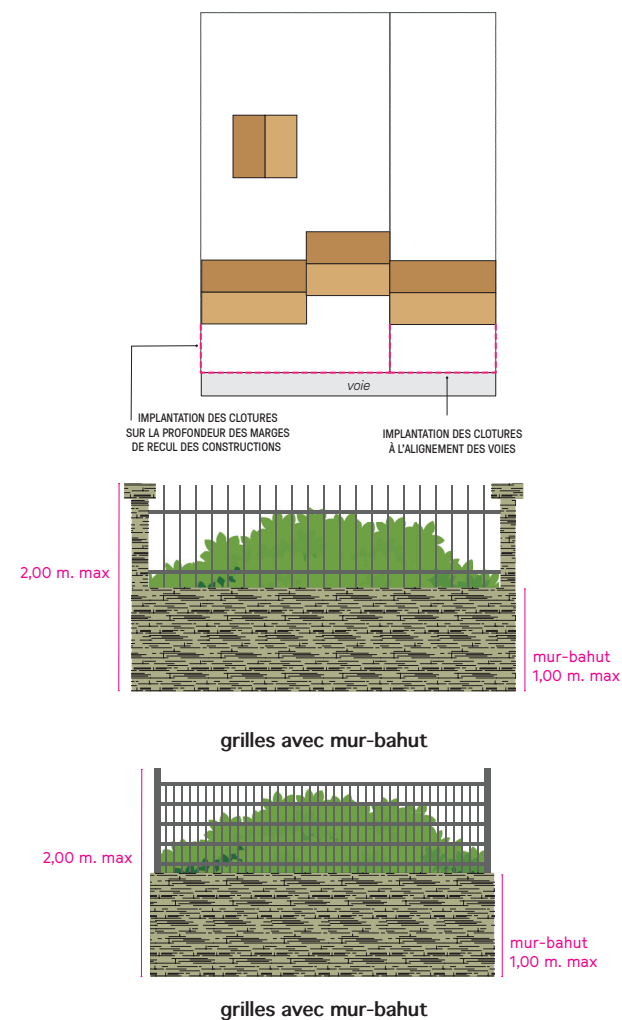 voie
IMPLANTATION DES CLOTURES
SUR LA PROFONDEUR DES MARGES
DE RECUL DES CONSTRUCTIONS
IMPLANTATION DES CLOTURES
À L'ALIGNEMENT DES VOIES
2,00 m. max
mur-bahut
1,00 m. max
grilles avec mur-bahut
2,00 m. max
mur-bahut
1,00 m. max
grilles avec mur-bahut